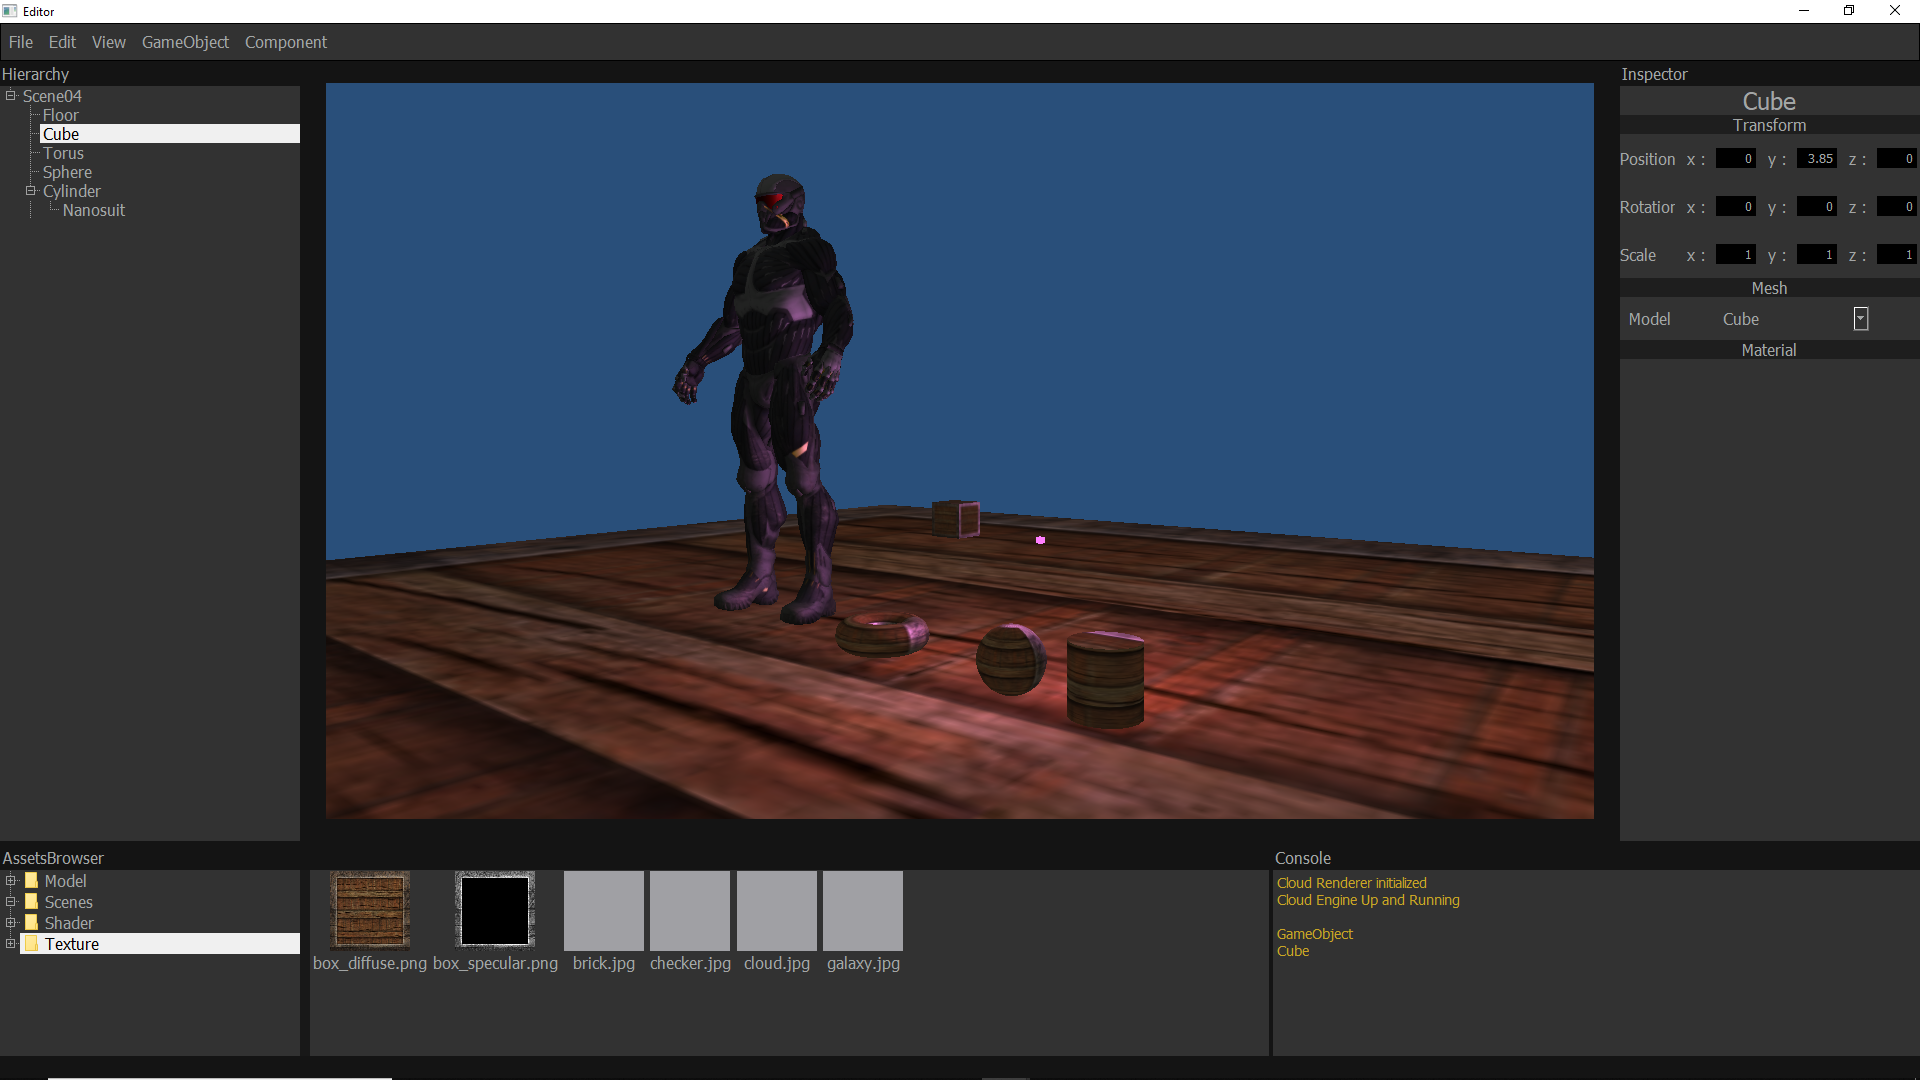 Editor
File Edit View GameObject Component
Hierarchy
Scene04
Floor
Cube
Torus
Sphere
Cylinder
Nanosuit
Inspector
Cube
Transform
Position x : 0 y : 3.85 z : 0
Rotatior x : 0 y : 0 z : 0
Scale x : 1 y : 1 z : 1
Mesh
Model Cube
Material
AssetsBrowser
Model
Scenes
Shader
Texture
box_diffuse.png box_specular.png brick.jpg checker.jpg cloud.jpg galaxy.jpg
Console
Cloud Renderer initialized
Cloud Engine Up and Running
GameObject
Cube